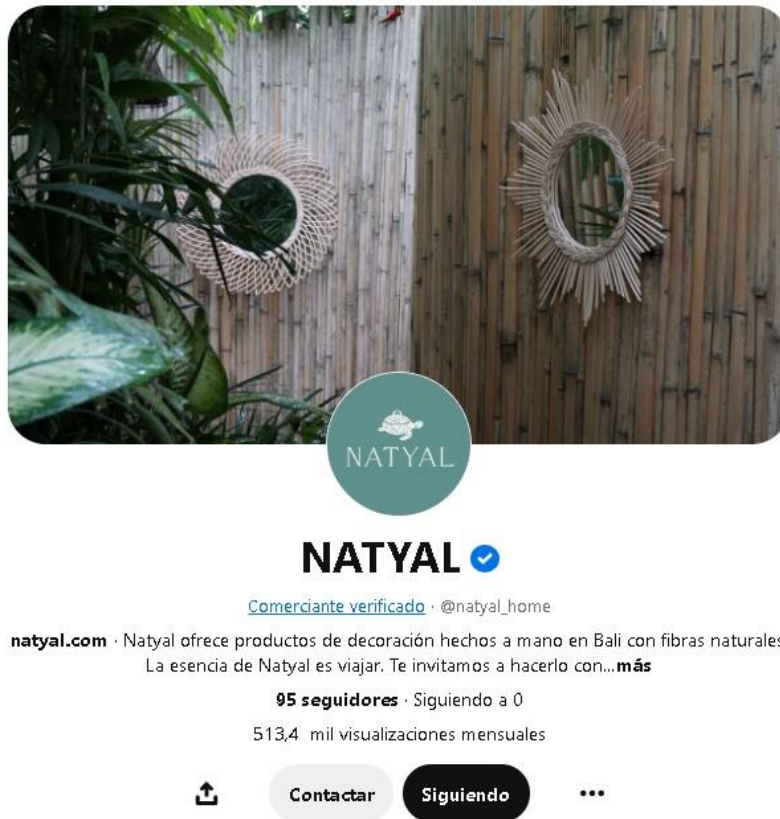 NATYAL
NATYAL
Comerciante verificado · @natyal_home
natyal.com · Natyal ofrece productos de decoración hechos a mano en Bali con fibras naturales
La esencia de Natyal es viajar. Te invitamos a hacerlo con...más
95 seguidores · Siguiendo a 0
513,4 mil visualizaciones mensuales
Contactar Siguiendo